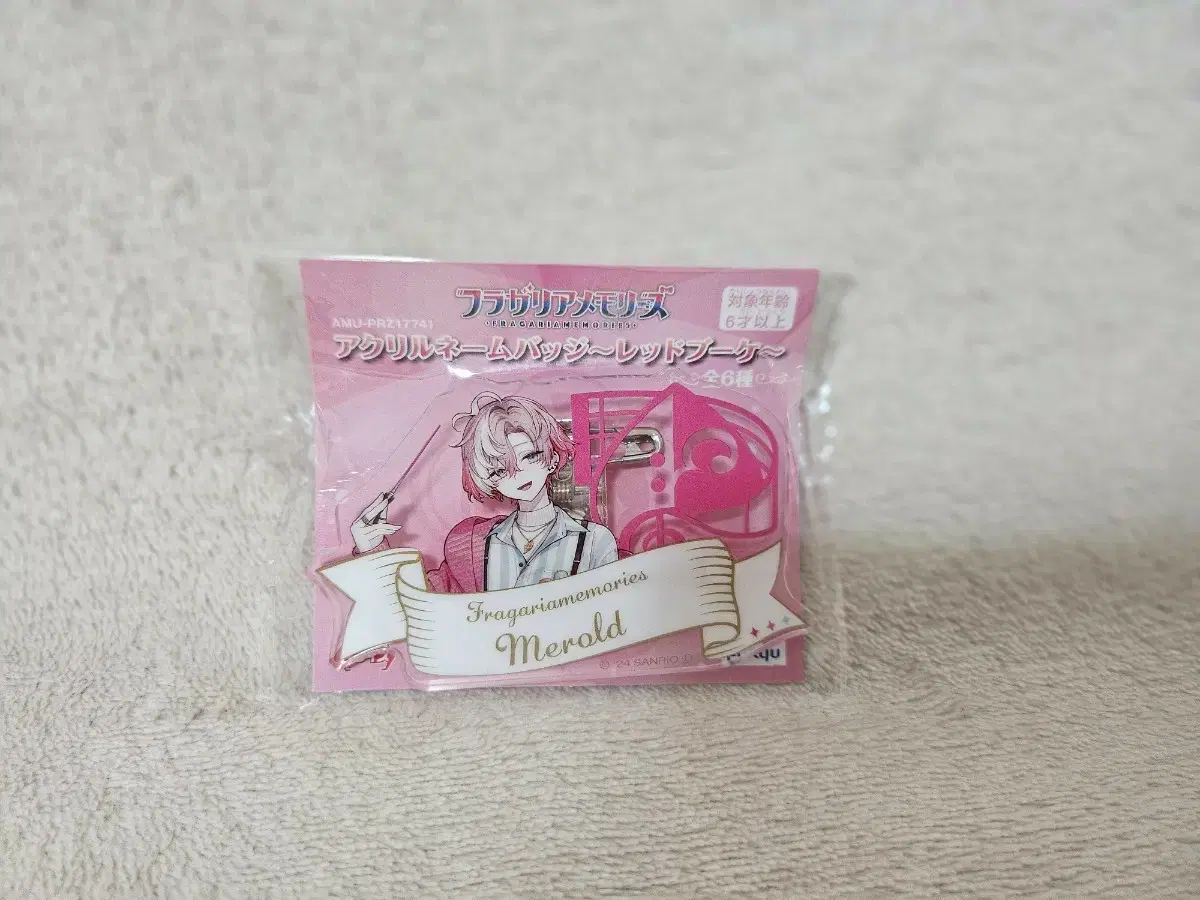 フラガリアメモリーズ
・FRAGARIAMEMORIES・
対象年齢
6才以上
AMU-PRZ17741
アクリルネームバッジ～レッドブーケ～
全6種
Fragariamemories
Merold
© '24 SANRIO